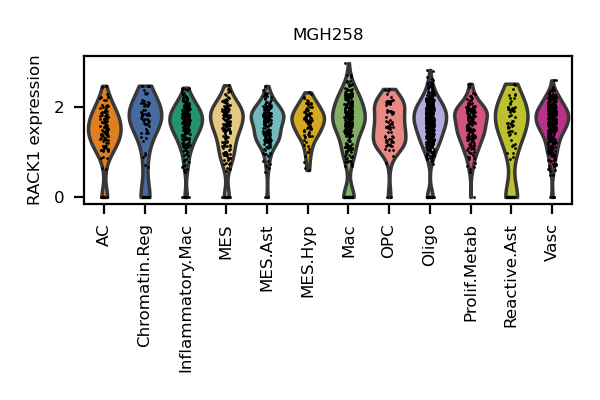 MGH258
RACK1 expression
2
0
AC
Chromatin.Reg
Inflammatory.Mac
MES
MES.Ast
MES.Hyp
Mac
OPC
Oligo
Prolif.Metab
Reactive.Ast
Vasc